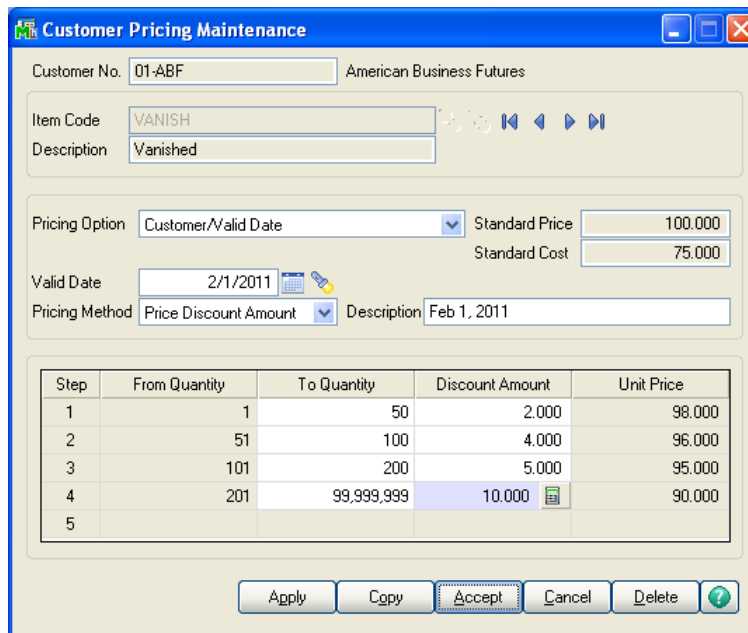 Customer Pricing Maintenance
Customer No. 01-ABF American Business Futures
Item Code VANISH
Description Vanished
Pricing Option Customer/Valid Date Standard Price 100.000
Standard Cost 75.000
Valid Date 2/1/2011
Pricing Method Price Discount Amount Description Feb 1, 2011
Step From Quantity To Quantity Discount Amount Unit Price
1 1 50 2.000 98.000
2 51 100 4.000 96.000
3 101 200 5.000 95.000
4 201 99,999,999 10.000 90.000
5
Apply Copy Accept Cancel Delete ?